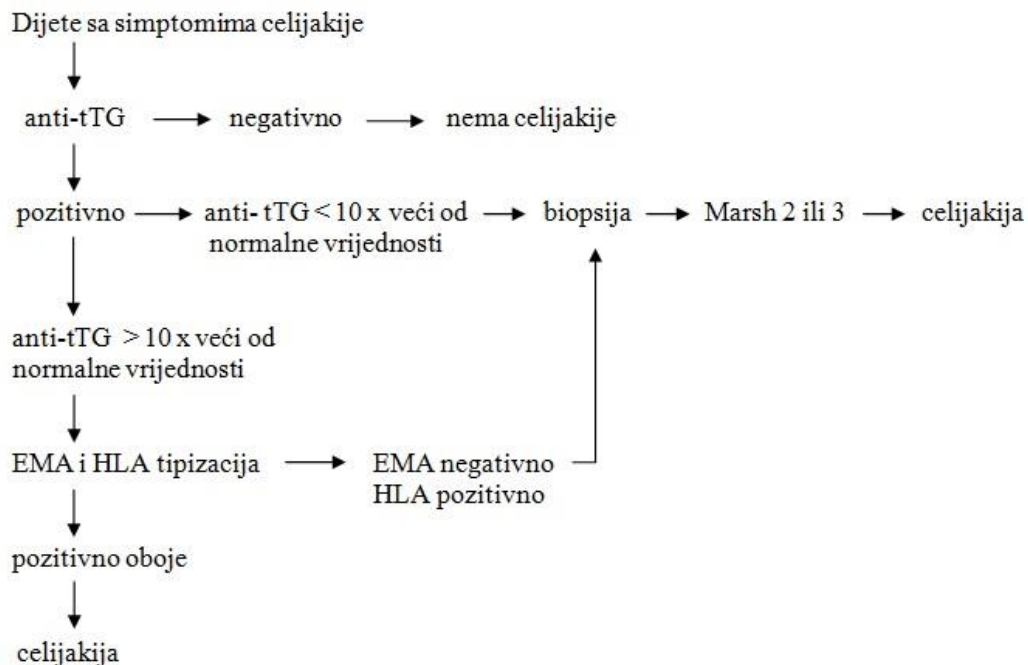 Dijete sa simptomima celijakije
anti-tTG negativno nema celijakije
pozitivno anti- tTG < 10 x veći od biopsija Marsh 2 ili 3 celijakija
normalne vrijednosti
anti-tTG > 10 x veći od
normalne vrijednosti
EMA i HLA tipizacija EMA negativno
HLA pozitivno
pozitivno oboje
celijakija